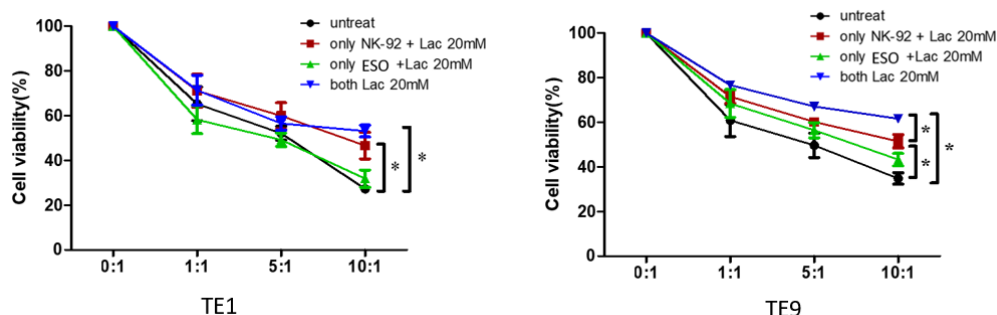 Cell viability(%)
100
80
60
40
20
0
0:1 1:1 5:1 10:1
untreat
only NK-92 + Lac 20mM
only ESO +Lac 20mM
both Lac 20mM
*
*
TE1
Cell viability(%)
100
80
60
40
20
0
0:1 1:1 5:1 10:1
untreat
only NK-92 + Lac 20mM
only ESO +Lac 20mM
both Lac 20mM
*
*
*
TE9